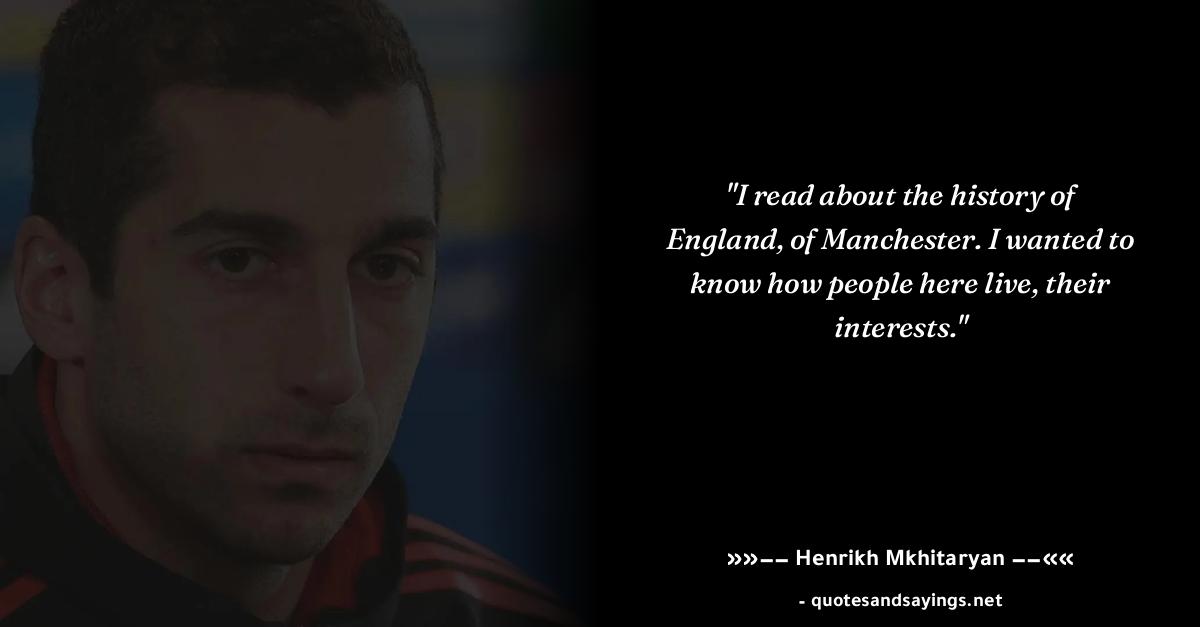 "I read about the history of
England, of Manchester. I wanted to
know how people here live, their
interests."
»»−− Henrikh Mkhitaryan −−««
- quotesandsayings.net